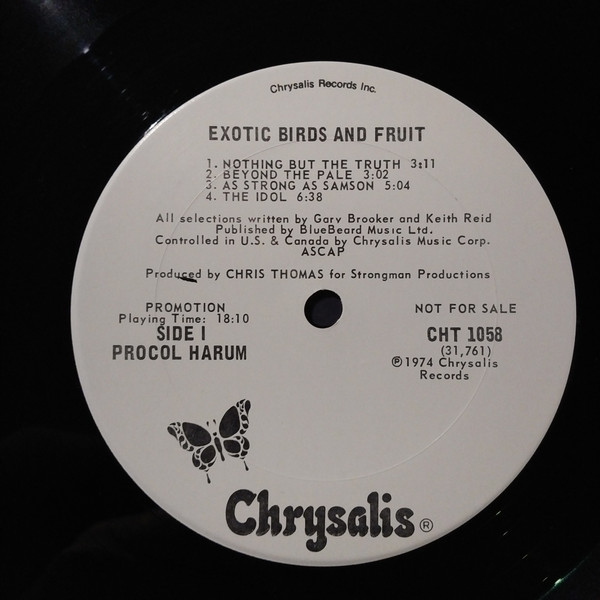 Chrysalis Records Inc.
EXOTIC BIRDS AND FRUIT
1. NOTHING BUT THE TRUTH 3:11
2. BEYOND THE PALE 3:02
3. AS STRONG AS SAMSON 5:04
4. THE IDOL 6:38
All selections written by Gary Brooker and Keith Reid
Published by BlueBeard Music Ltd.
Controlled in U.S. & Canada by Chrysalis Music Corp.
ASCAP
Produced by CHRIS THOMAS for Strongman Productions
PROMOTION
Playing Time: 18:10
SIDE I
PROCOL HARUM
NOT FOR SALE
CHT 1058
(31,761)
℗1974 Chrysalis
Records
Chrysalis®